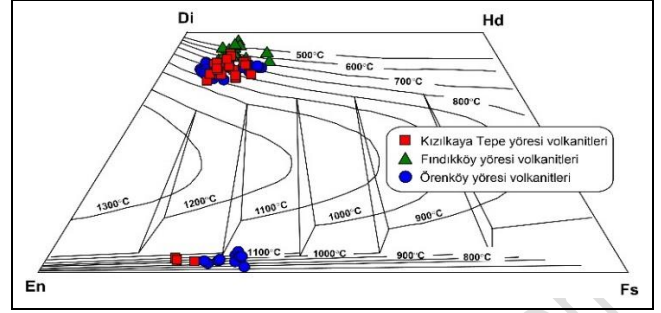 Di Hd
500°C
600°C
700°C
800°C
Kızılkaya Tepe yöresi volkanitleri
Fındıkköy yöresi volkanitleri
Örenköy yöresi volkanitleri
1300°C 1200°C 1100°C 1000°C 900°C
1100°C 1000°C 900°C 800°C
En Fs